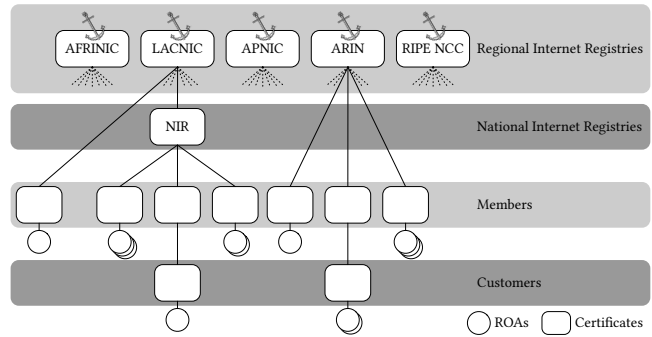 AFRINIC LACNIC APNIC ARIN RIPE NCC Regional Internet Registries
NIR National Internet Registries
Members
Customers
ROAs Certificates